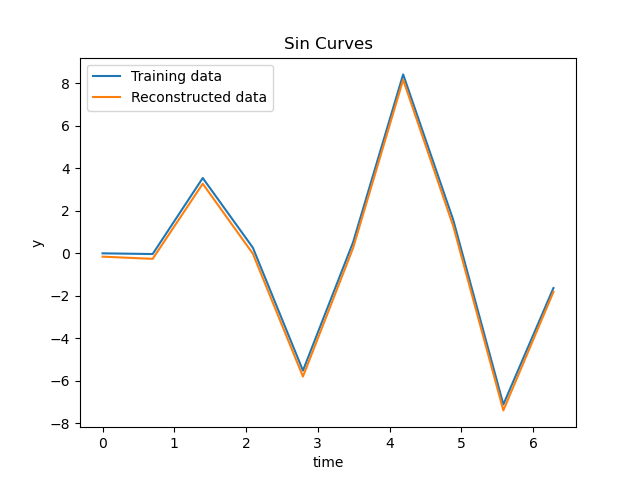 Sin Curves
Training data
Reconstructed data
8
6
4
2
0
−2
−4
−6
−8
y
0 1 2 3 4 5 6
time